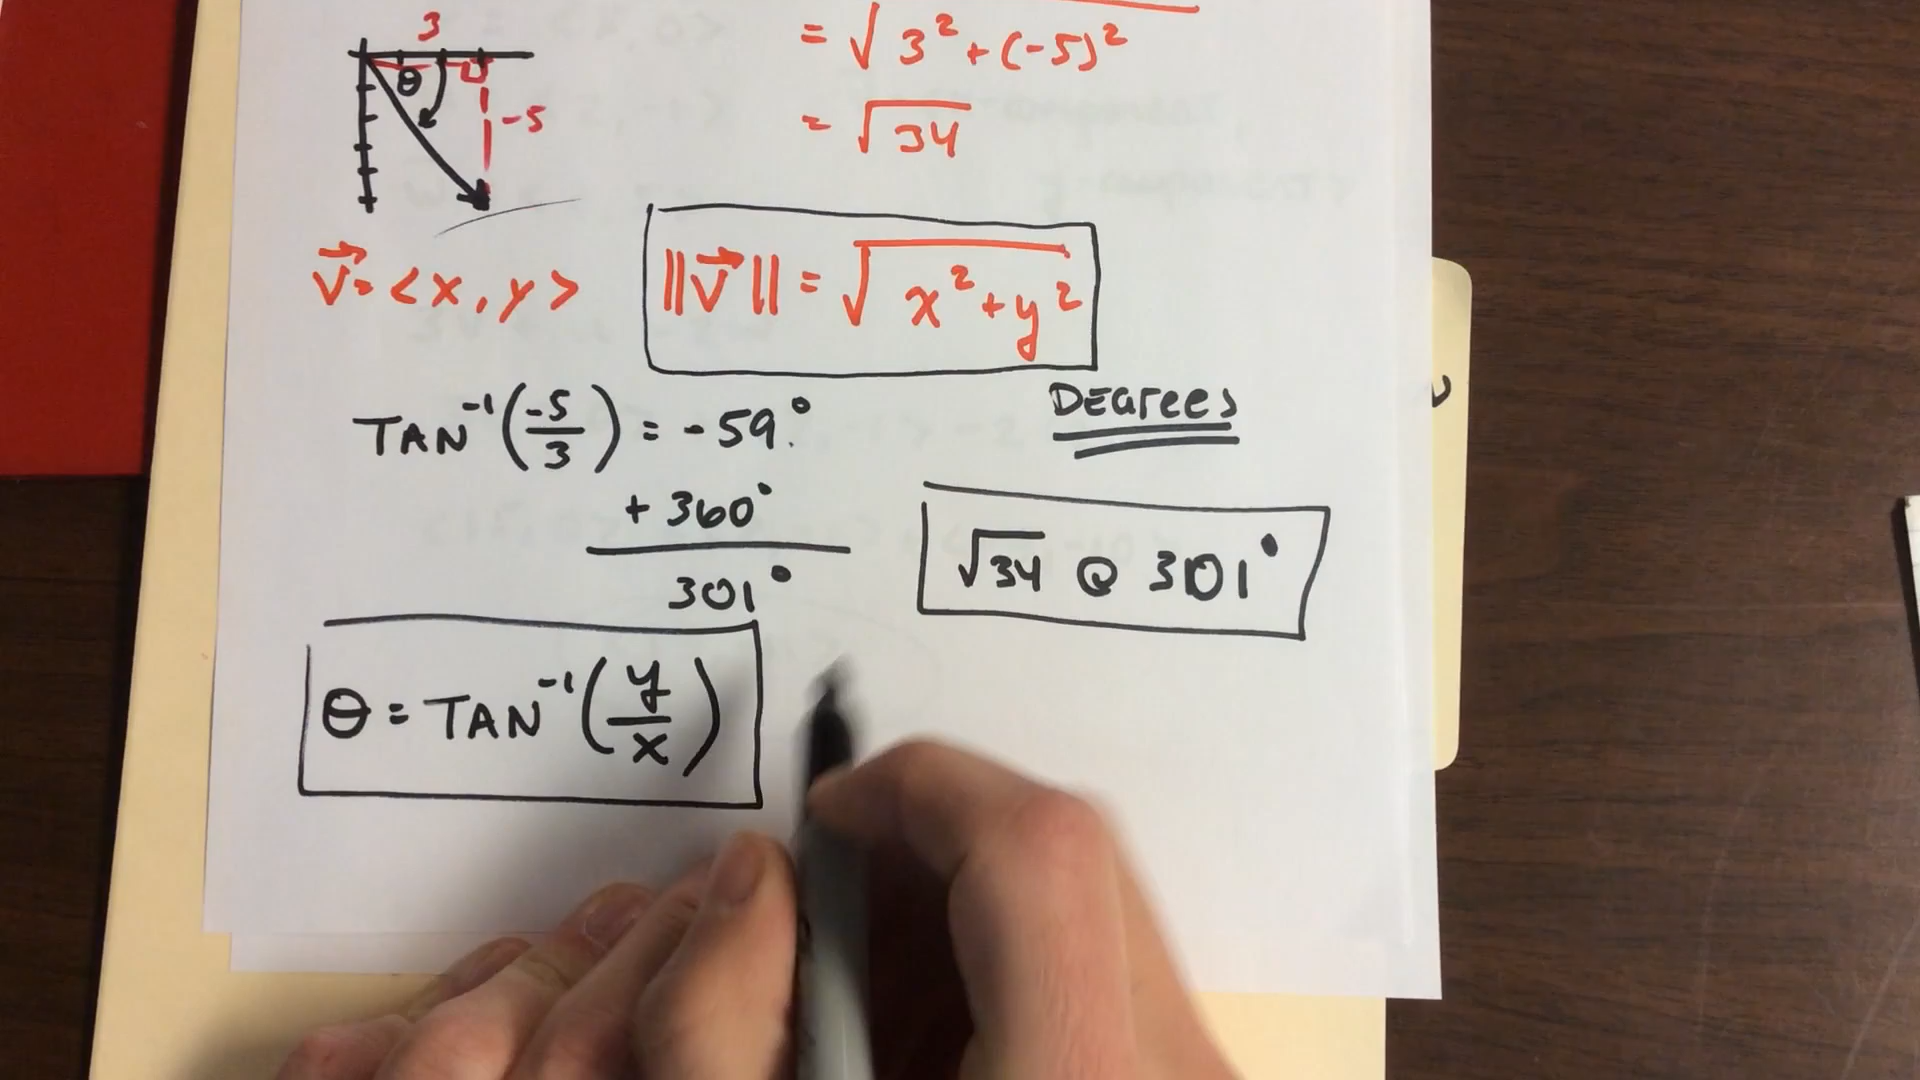 3
= √3² + (-5)²
θ
-5
= √34
v = <x, y>
||v|| = √x² + y²
TAN⁻¹(-5/3) = -59°
DEGrees
+ 360°
301°
√34 @ 301°
θ = TAN⁻¹(y/x)